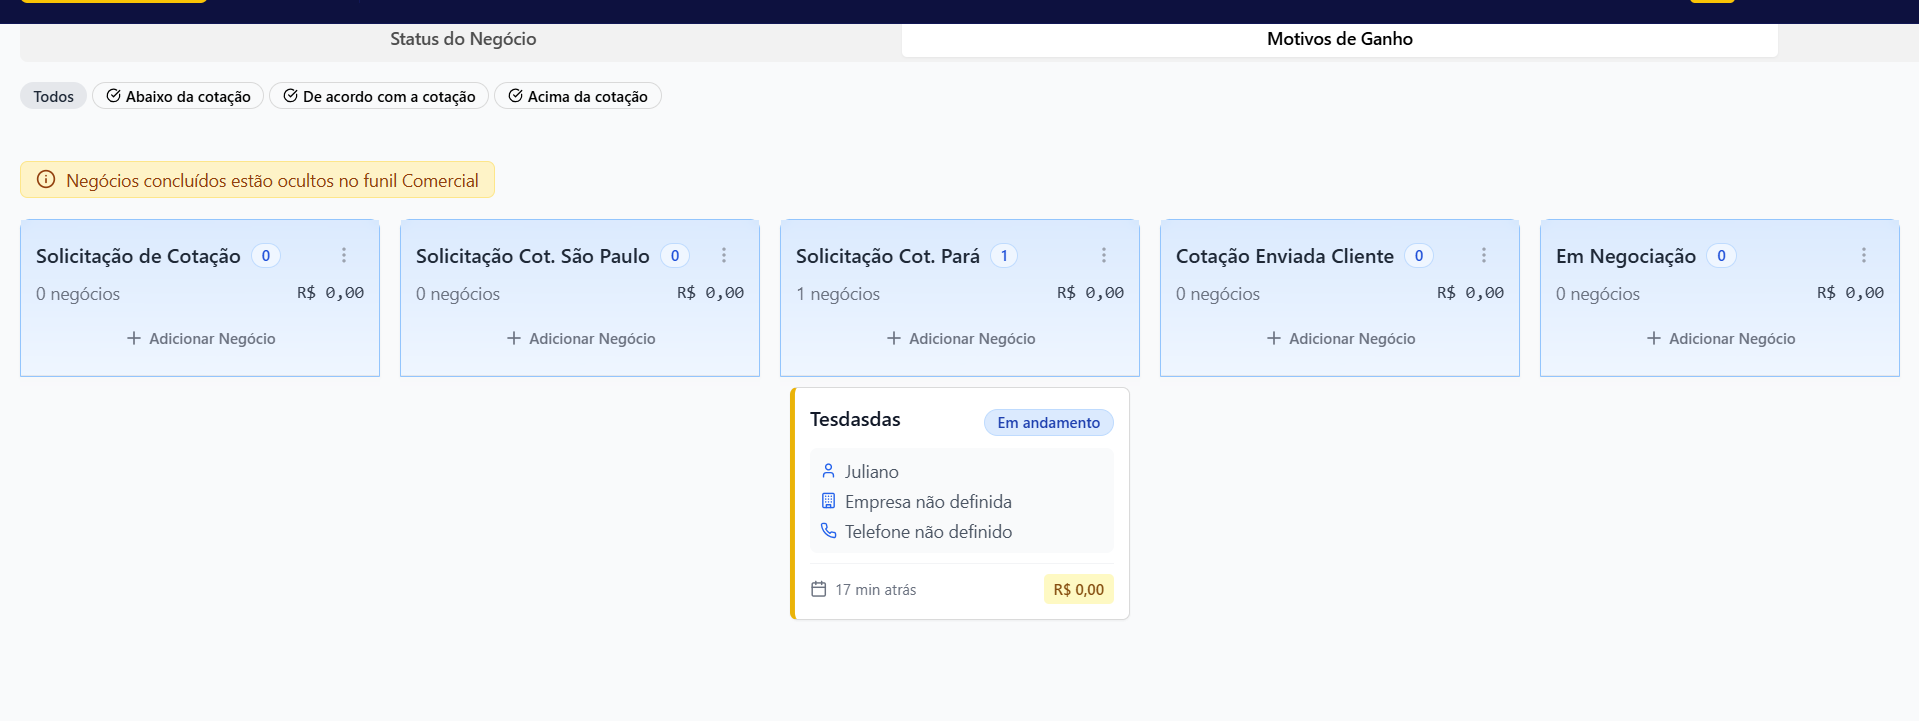 Status do Negócio
Motivos de Ganho
Todos
Abaixo da cotação
De acordo com a cotação
Acima da cotação
Negócios concluídos estão ocultos no funil Comercial
Solicitação de Cotação 0
0 negócios R$ 0,00
+ Adicionar Negócio
Solicitação Cot. São Paulo 0
0 negócios R$ 0,00
+ Adicionar Negócio
Solicitação Cot. Pará 1
1 negócios R$ 0,00
+ Adicionar Negócio
Tesdasdas Em andamento
Juliano
Empresa não definida
Telefone não definido
17 min atrás R$ 0,00
Cotação Enviada Cliente 0
0 negócios R$ 0,00
+ Adicionar Negócio
Em Negociação 0
0 negócios R$ 0,00
+ Adicionar Negócio